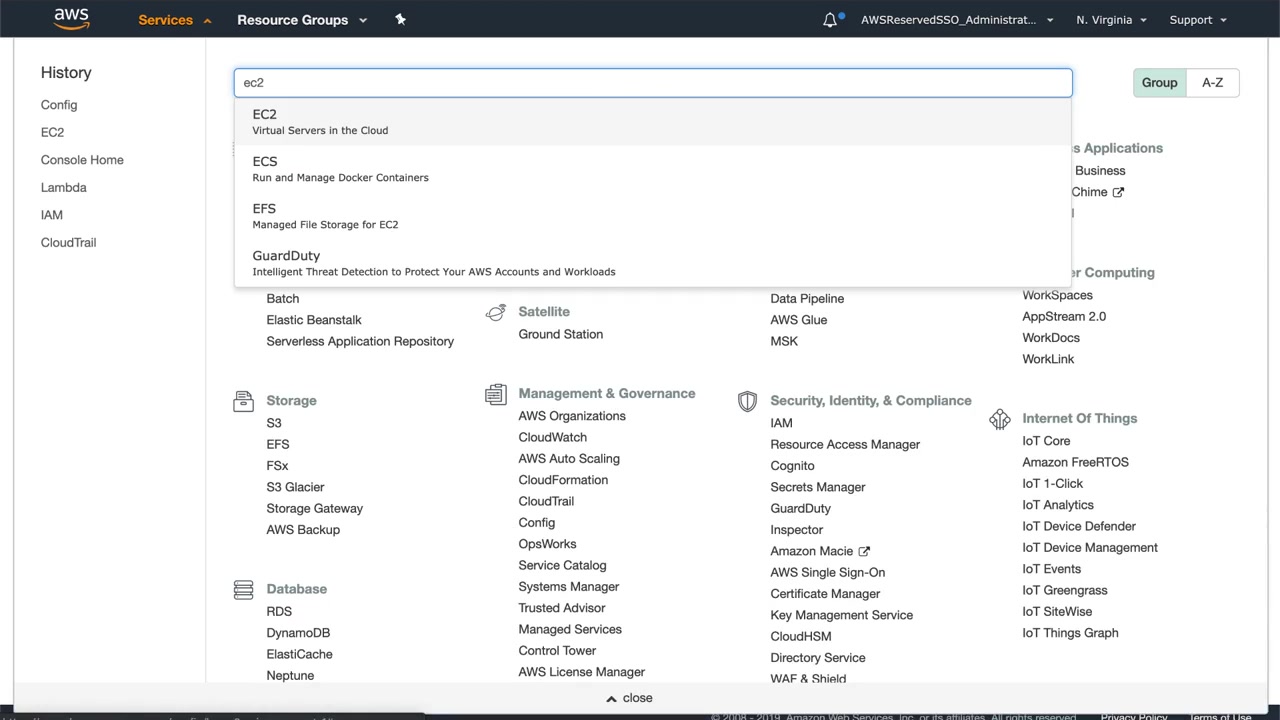 aws
Services
Resource Groups
AWSReservedSSO_Administrat...
N. Virginia
Support
History
Config
EC2
Console Home
Lambda
IAM
CloudTrail
ec2
Group
A-Z
EC2
Virtual Servers in the Cloud
ECS
Run and Manage Docker Containers
EFS
Managed File Storage for EC2
GuardDuty
Intelligent Threat Detection to Protect Your AWS Accounts and Workloads
Batch
Elastic Beanstalk
Serverless Application Repository
Storage
S3
EFS
FSx
S3 Glacier
Storage Gateway
AWS Backup
Database
RDS
DynamoDB
ElastiCache
Neptune
Satellite
Ground Station
Management & Governance
AWS Organizations
CloudWatch
AWS Auto Scaling
CloudFormation
CloudTrail
Config
OpsWorks
Service Catalog
Systems Manager
Trusted Advisor
Managed Services
Control Tower
AWS License Manager
Data Pipeline
AWS Glue
MSK
Security, Identity, & Compliance
IAM
Resource Access Manager
Cognito
Secrets Manager
GuardDuty
Inspector
Amazon Macie
AWS Single Sign-On
Certificate Manager
Key Management Service
CloudHSM
Directory Service
WAF & Shield
s Applications
Business
Chime
r Computing
WorkSpaces
AppStream 2.0
WorkDocs
WorkLink
Internet Of Things
IoT Core
Amazon FreeRTOS
IoT 1-Click
IoT Analytics
IoT Device Defender
IoT Device Management
IoT Events
IoT Greengrass
IoT SiteWise
IoT Things Graph
close
© 2008 - 2019, Amazon Web Services, Inc. or its affiliates. All rights reserved.
Privacy Policy
Terms of Use